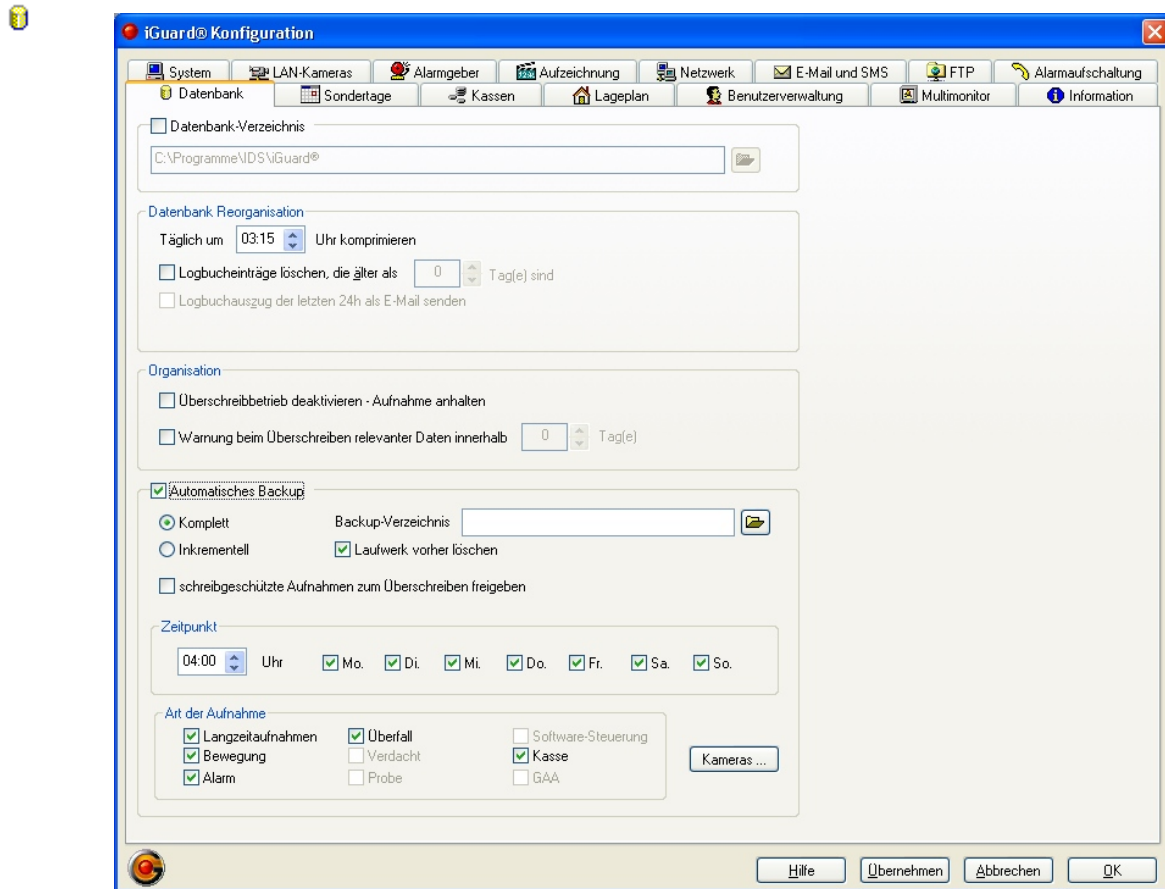 iGuard® Konfiguration
System LAN-Kameras Alarmgeber Aufzeichnung Netzwerk E-Mail und SMS FTP Alarmaufschaltung
Datenbank Sondertage Kassen Lageplan Benutzerverwaltung Multimonitor Information
Datenbank-Verzeichnis
C:\Programme\IDS\iGuard®
Datenbank Reorganisation
Täglich um 03:15 Uhr komprimieren
Logbucheinträge löschen, die älter als 0 Tag(e) sind
Logbuchauszug der letzten 24h als E-Mail senden
Organisation
Überschreibbetrieb deaktivieren - Aufnahme anhalten
Warnung beim Überschreiben relevanter Daten innerhalb 0 Tag(e)
Automatisches Backup
Komplett Backup-Verzeichnis
Inkrementell Laufwerk vorher löschen
schreibgeschützte Aufnahmen zum Überschreiben freigeben
Zeitpunkt
04:00 Uhr Mo. Di. Mi. Do. Fr. Sa. So.
Art der Aufnahme
Langzeitaufnahmen Überfall Software-Steuerung
Bewegung Verdacht Kasse
Kameras ...
Alarm Probe GAA
Hilfe Übernehmen Abbrechen OK